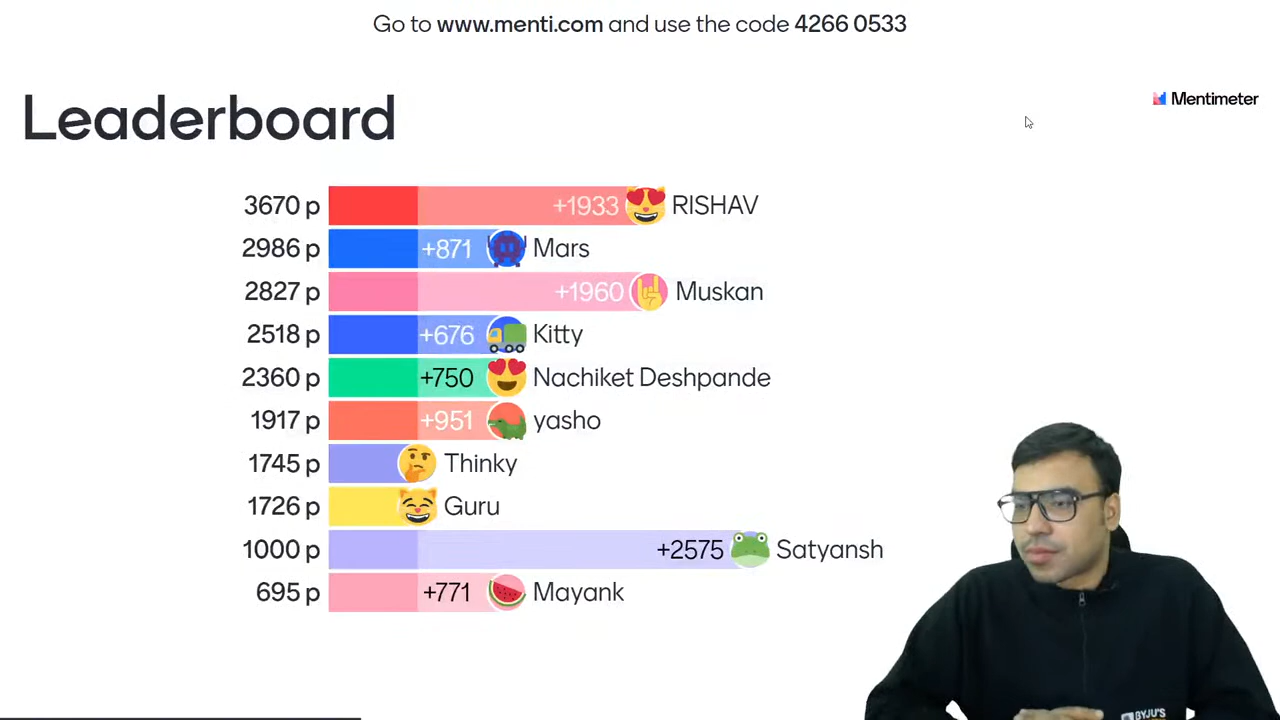 Go to www.menti.com and use the code 4266 0533
Leaderboard
Mentimeter
3670 p +1933 RISHAV
2986 p +871 Mars
2827 p +1960 Muskan
2518 p +676 Kitty
2360 p +750 Nachiket Deshpande
1917 p +951 yasho
1745 p Thinky
1726 p Guru
1000 p +2575 Satyansh
695 p +771 Mayank
BYJU'S